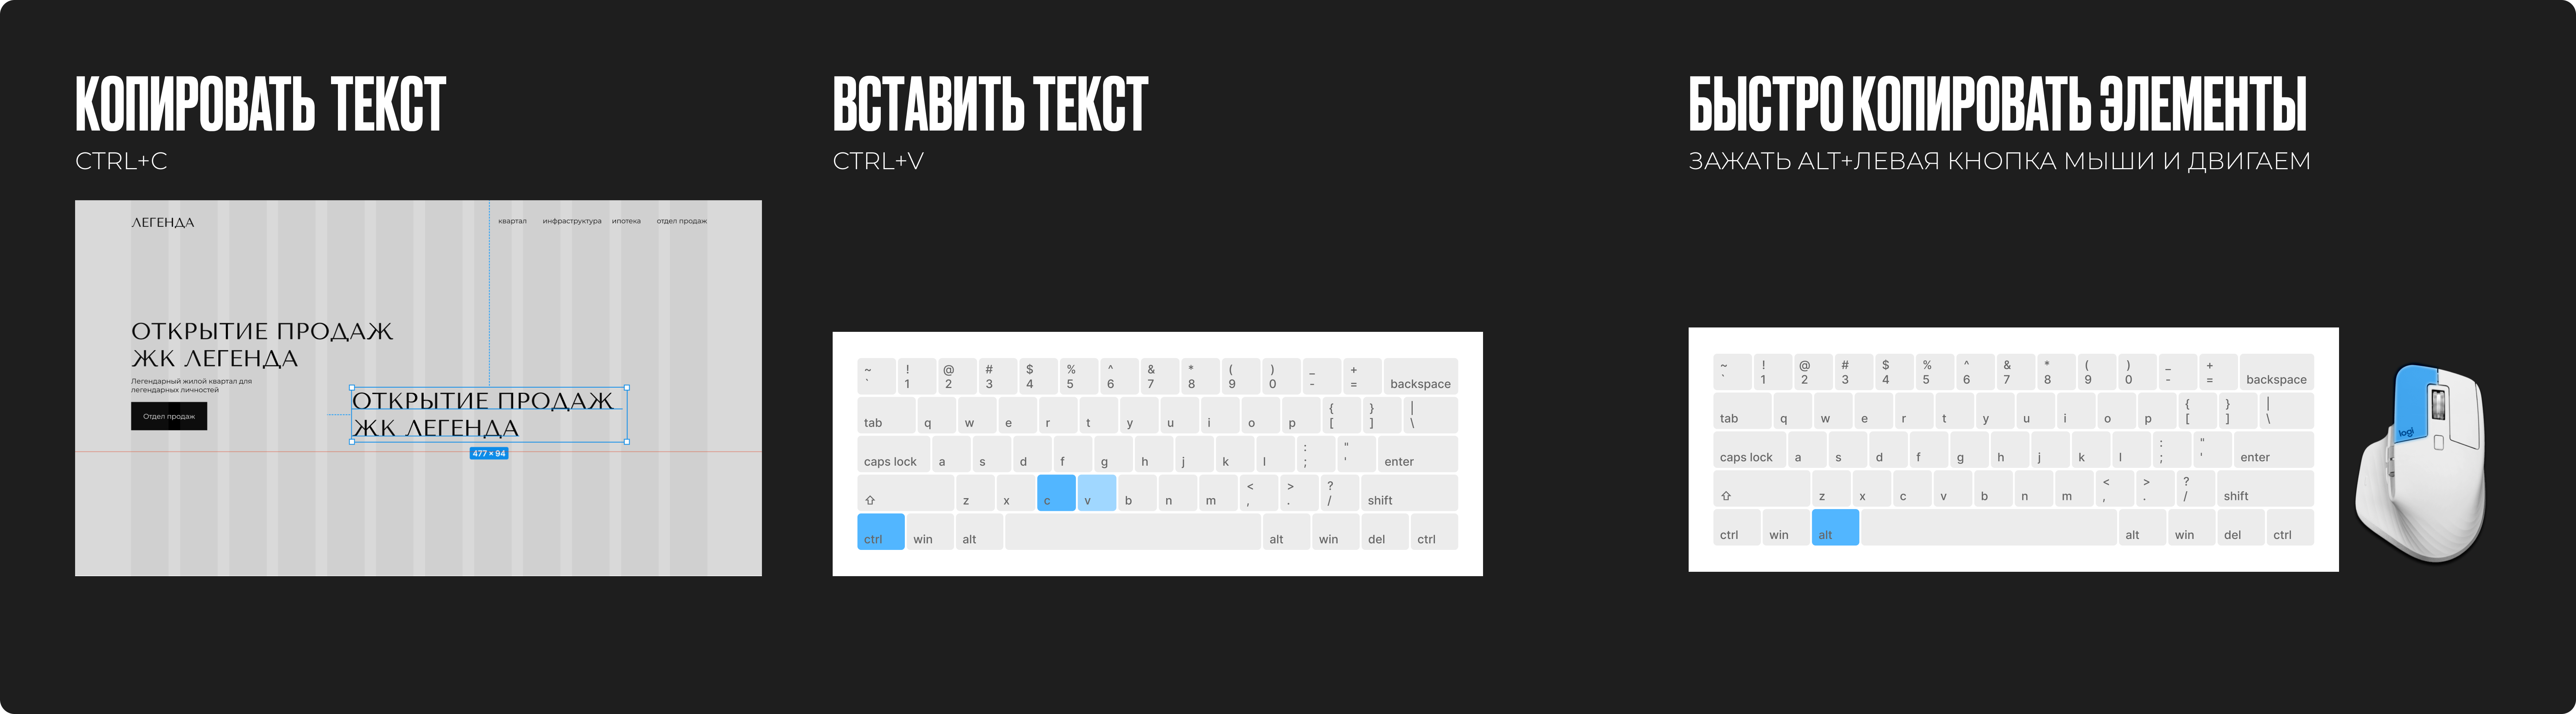 КОПИРОВАТЬ ТЕКСТ
CTRL+C
ЛЕГЕНДА
квартал инфраструктура ипотека отдел продаж
ОТКРЫТИЕ ПРОДАЖ
ЖК ЛЕГЕНДА
Легендарный жилой квартал для
легендарных личностей
Отдел продаж
ОТКРЫТИЕ ПРОДАЖ
ЖК ЛЕГЕНДА
477 × 94
ВСТАВИТЬ ТЕКСТ
CTRL+V
~ ! @ # $ % ^ & * ( ) _ +
` 1 2 3 4 5 6 7 8 9 0 - = backspace
{ } |
tab q w e r t y u i o p [ ] \
: "
caps lock a s d f g h j k l ; ' enter
< > ?
⇧ z x c v b n m , . / shift
ctrl win alt alt win del ctrl
БЫСТРО КОПИРОВАТЬ ЭЛЕМЕНТЫ
ЗАЖАТЬ ALT+ЛЕВАЯ КНОПКА МЫШИ И ДВИГАЕМ
~ ! @ # $ % ^ & * ( ) _ +
` 1 2 3 4 5 6 7 8 9 0 - = backspace
{ } |
tab q w e r t y u i o p [ ] \
: "
caps lock a s d f g h j k l ; ' enter
< > ?
⇧ z x c v b n m , . / shift
ctrl win alt alt win del ctrl
logi